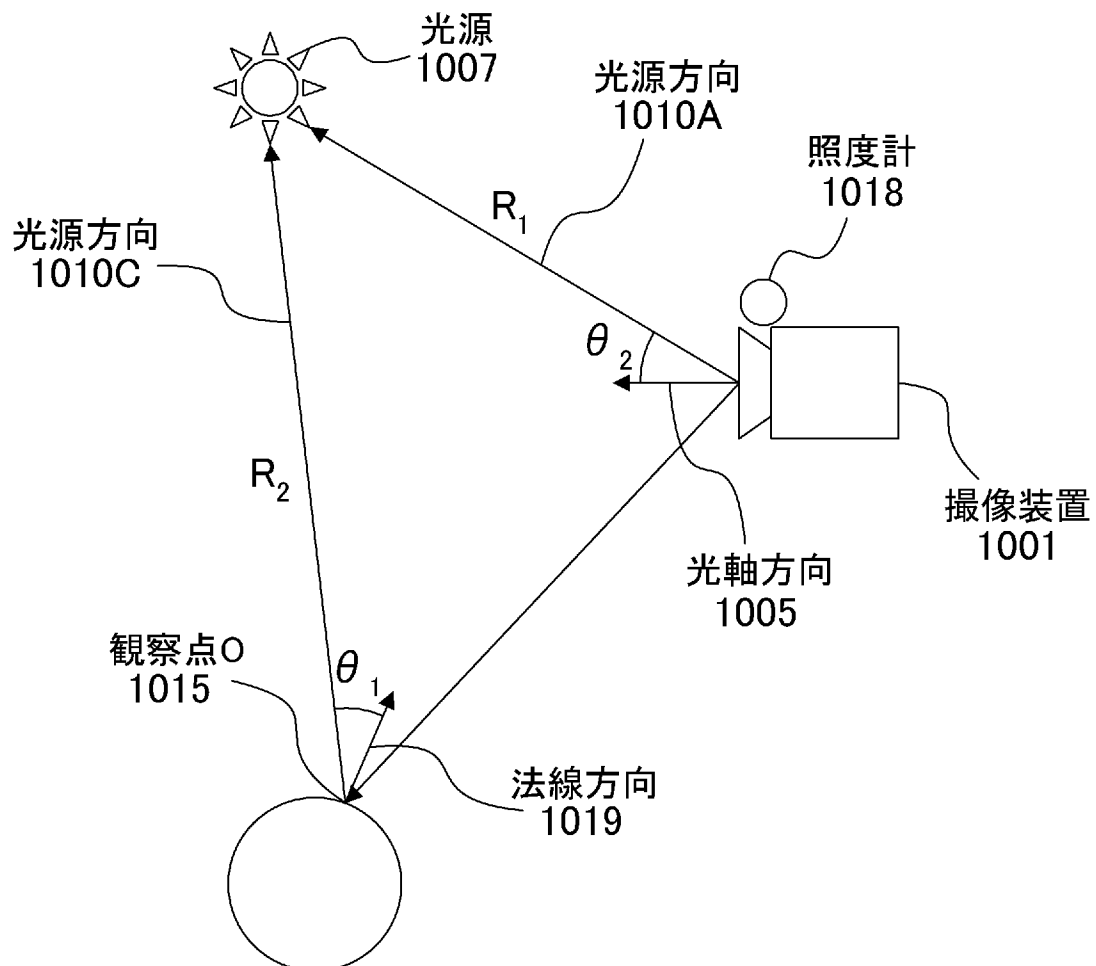 光源
1007
光源方向
1010A
照度計
1018
R1
光源方向
1010C
θ2
R2
撮像装置
1001
光軸方向
1005
観察点O
1015
θ1
法線方向
1019